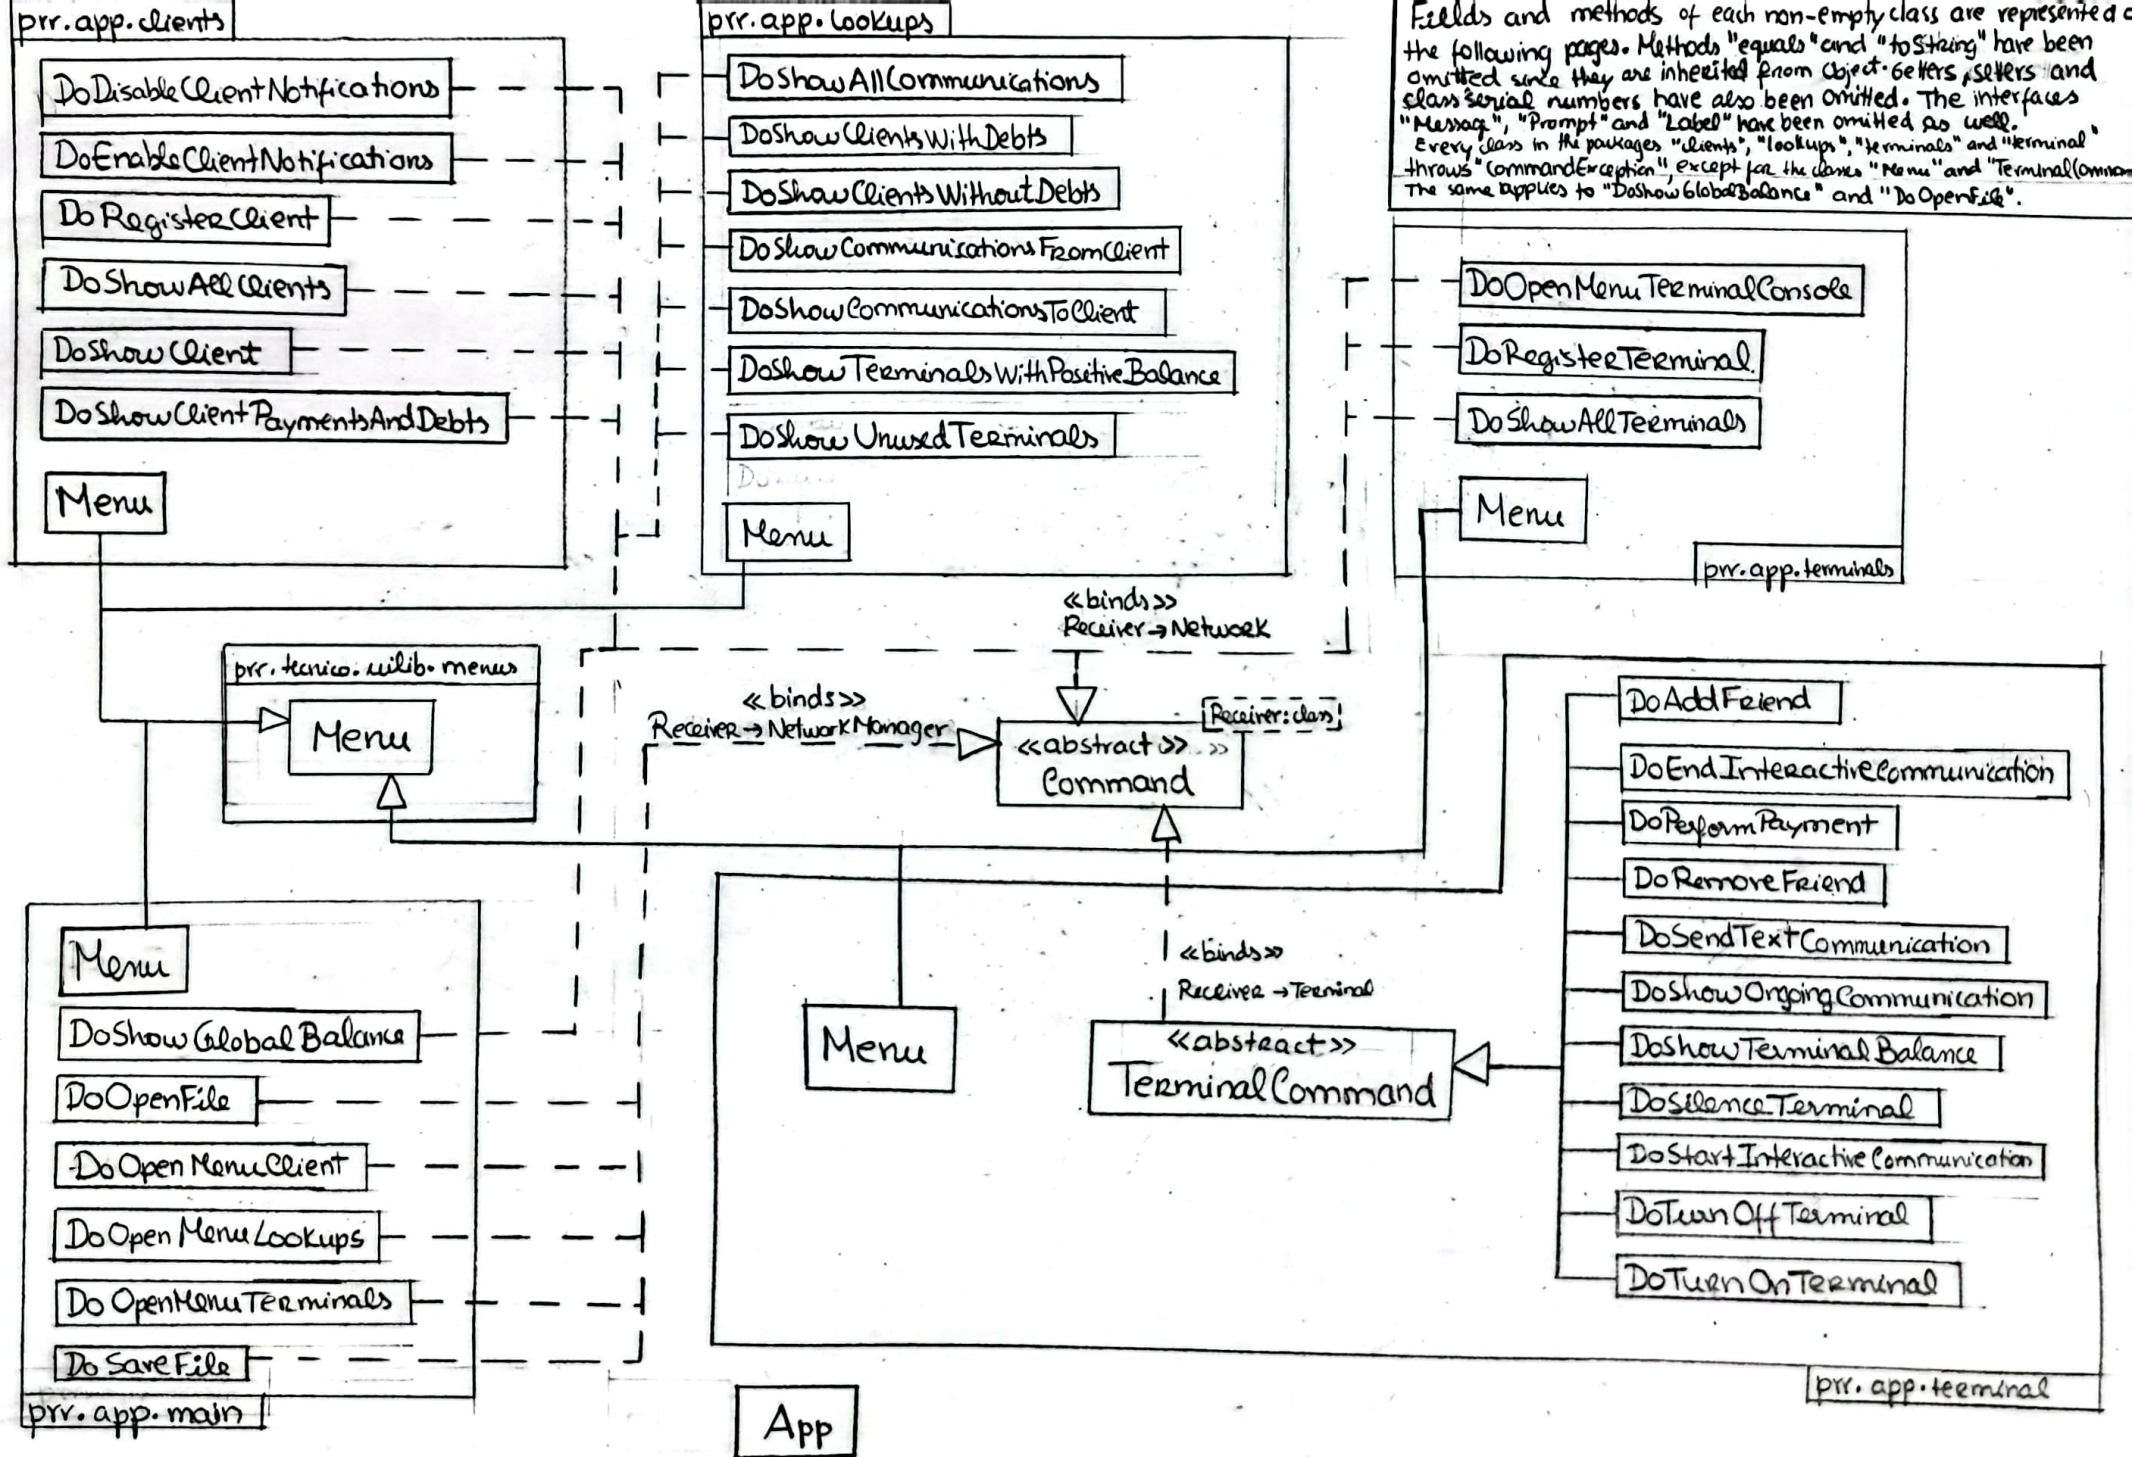 prr.app.clients
DoDisableClientNotifications
DoEnableClientNotifications
DoRegisterClient
DoShowAllClients
DoShowClient
DoShowClientPaymentsAndDebts
Menu
prr.app.lookups
DoShowAllCommunications
DoShowClientsWithDebts
DoShowClientsWithoutDebts
DoShowCommunicationsFromClient
DoShowCommunicationsToClient
DoShowTerminalsWithPositiveBalance
DoShowUnusedTerminals
Do
Menu
Fields and methods of each non-empty class are represented
the following pages. Methods "equals" and "toString" have been
omitted since they are inherited from Object. Getters, setters and
class serial numbers have also been omitted. The interfaces
"Message", "Prompt" and "Label" have been omitted as well.
Every class in the packages "clients", "lookups", "terminals" and "terminal"
throws "CommandException", except for the classes "Menu" and "TerminalComman
The same applies to "DoShowGlobalBalance" and "DoOpenFile".
DoOpenMenuTerminalConsole
DoRegisterTerminal
DoShowAllTerminals
Menu
prr.app.terminals
«binds»
Receiver→Network
prr.tecnico.uilib.menus
Menu
«binds»
Receiver→NetworkManager
Receiver:class
«abstract» »
Command
«binds»
Receiver→Terminal
Menu
«abstract»
TerminalCommand
DoAddFriend
DoEndInteractiveCommunication
DoPerformPayment
DoRemoveFriend
DoSendTextCommunication
DoShowOngoingCommunication
DoShowTerminalBalance
DoSilenceTerminal
DoStartInteractiveCommunication
DoTurnOffTerminal
DoTurnOnTerminal
prr.app.terminal
Menu
DoShowGlobalBalance
DoOpenFile
DoOpenMenuClient
DoOpenMenuLookups
DoOpenMenuTerminals
DoSaveFile
prr.app.main
App